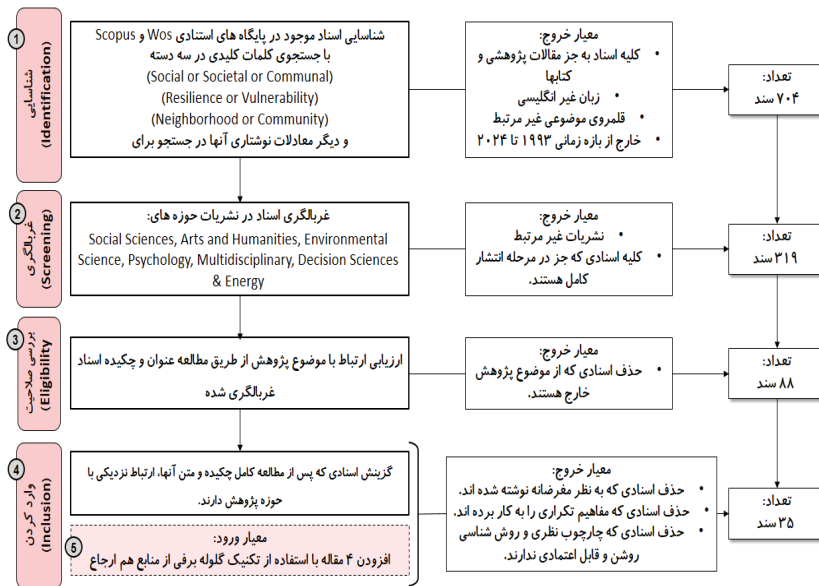 1
شناسایی
(Identification)
شناسایی اسناد موجود در پایگاه های استنادی Wos و Scopus
با جستجوی کلمات کلیدی در سه دسته
(Social or Societal or Communal)
(Resilience or Vulnerability)
(Neighborhood or Community)
و دیگر معادلات نوشتاری آنها در جستجو برای
معیار خروج:
• کلیه اسناد به جز مقالات پژوهشی و
کتابها
• زبان غیر انگلیسی
• قلمروی موضوعی غیر مرتبط
• خارج از بازه زمانی ۱۹۹۳ تا ۲۰۲۴
تعداد:
۷۰۴ سند
2
غربالگری
(Screening)
غربالگری اسناد در نشریات حوزه های:
Social Sciences, Arts and Humanities, Environmental
Science, Psychology, Multidisciplinary, Decision Sciences
& Energy
معیار خروج:
• نشریات غیر مرتبط
• کلیه اسنادی که جز در مرحله انتشار
کامل هستند.
تعداد:
۳۱۹ سند
3
بررسی صلاحیت
(Eligibility)
ارزیابی ارتباط با موضوع پژوهش از طریق مطالعه عنوان و چکیده اسناد
غربالگری شده
معیار خروج:
• حذف اسنادی که از موضوع پژوهش
خارج هستند.
تعداد:
۸۸ سند
4
وارد کردن
(Inclusion)
گزینش اسنادی که پس از مطالعه کامل چکیده و متن آنها، ارتباط نزدیکی با
حوزه پژوهش دارند.
5
معیار ورود:
افزودن ۴ مقاله با استفاده از تکنیک گلوله برفی از منابع هم ارجاع
معیار خروج:
• حذف اسنادی که به نظر مغرضانه نوشته شده اند.
• حذف اسنادی که مفاهیم تکراری را به کار برده اند.
• حذف اسنادی که چارچوب نظری و روش شناسی
روشن و قابل اعتمادی ندارند.
تعداد:
۳۵ سند